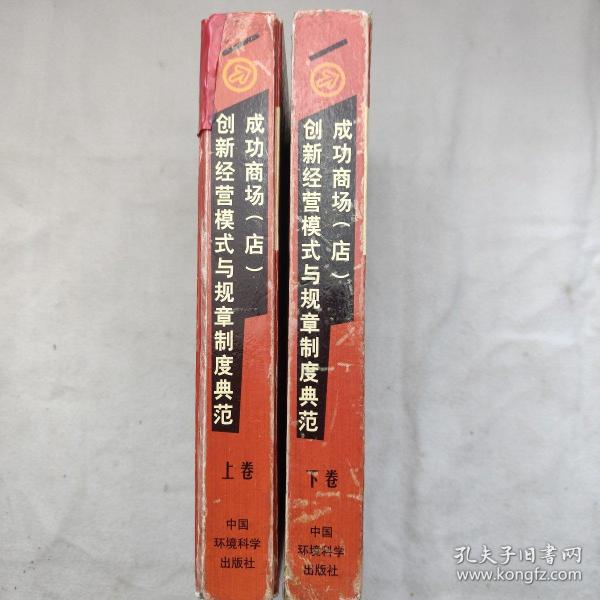 成功商场(店)
创新经营模式与规章制度典范
上卷
中国
环境科学
出版社
成功商场(店)
创新经营模式与规章制度典范
下卷
中国
环境科学
出版社
孔夫子旧书网
www.kongfz.com